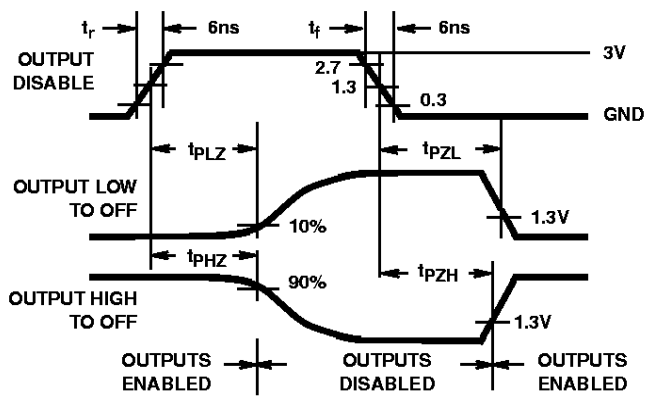 tr
6ns
tf
6ns
OUTPUT
DISABLE
2.7
1.3
0.3
3V
GND
tPLZ
tPZL
OUTPUT LOW
TO OFF
10%
1.3V
tPHZ
tPZH
OUTPUT HIGH
TO OFF
90%
1.3V
OUTPUTS
ENABLED
OUTPUTS
DISABLED
OUTPUTS
ENABLED